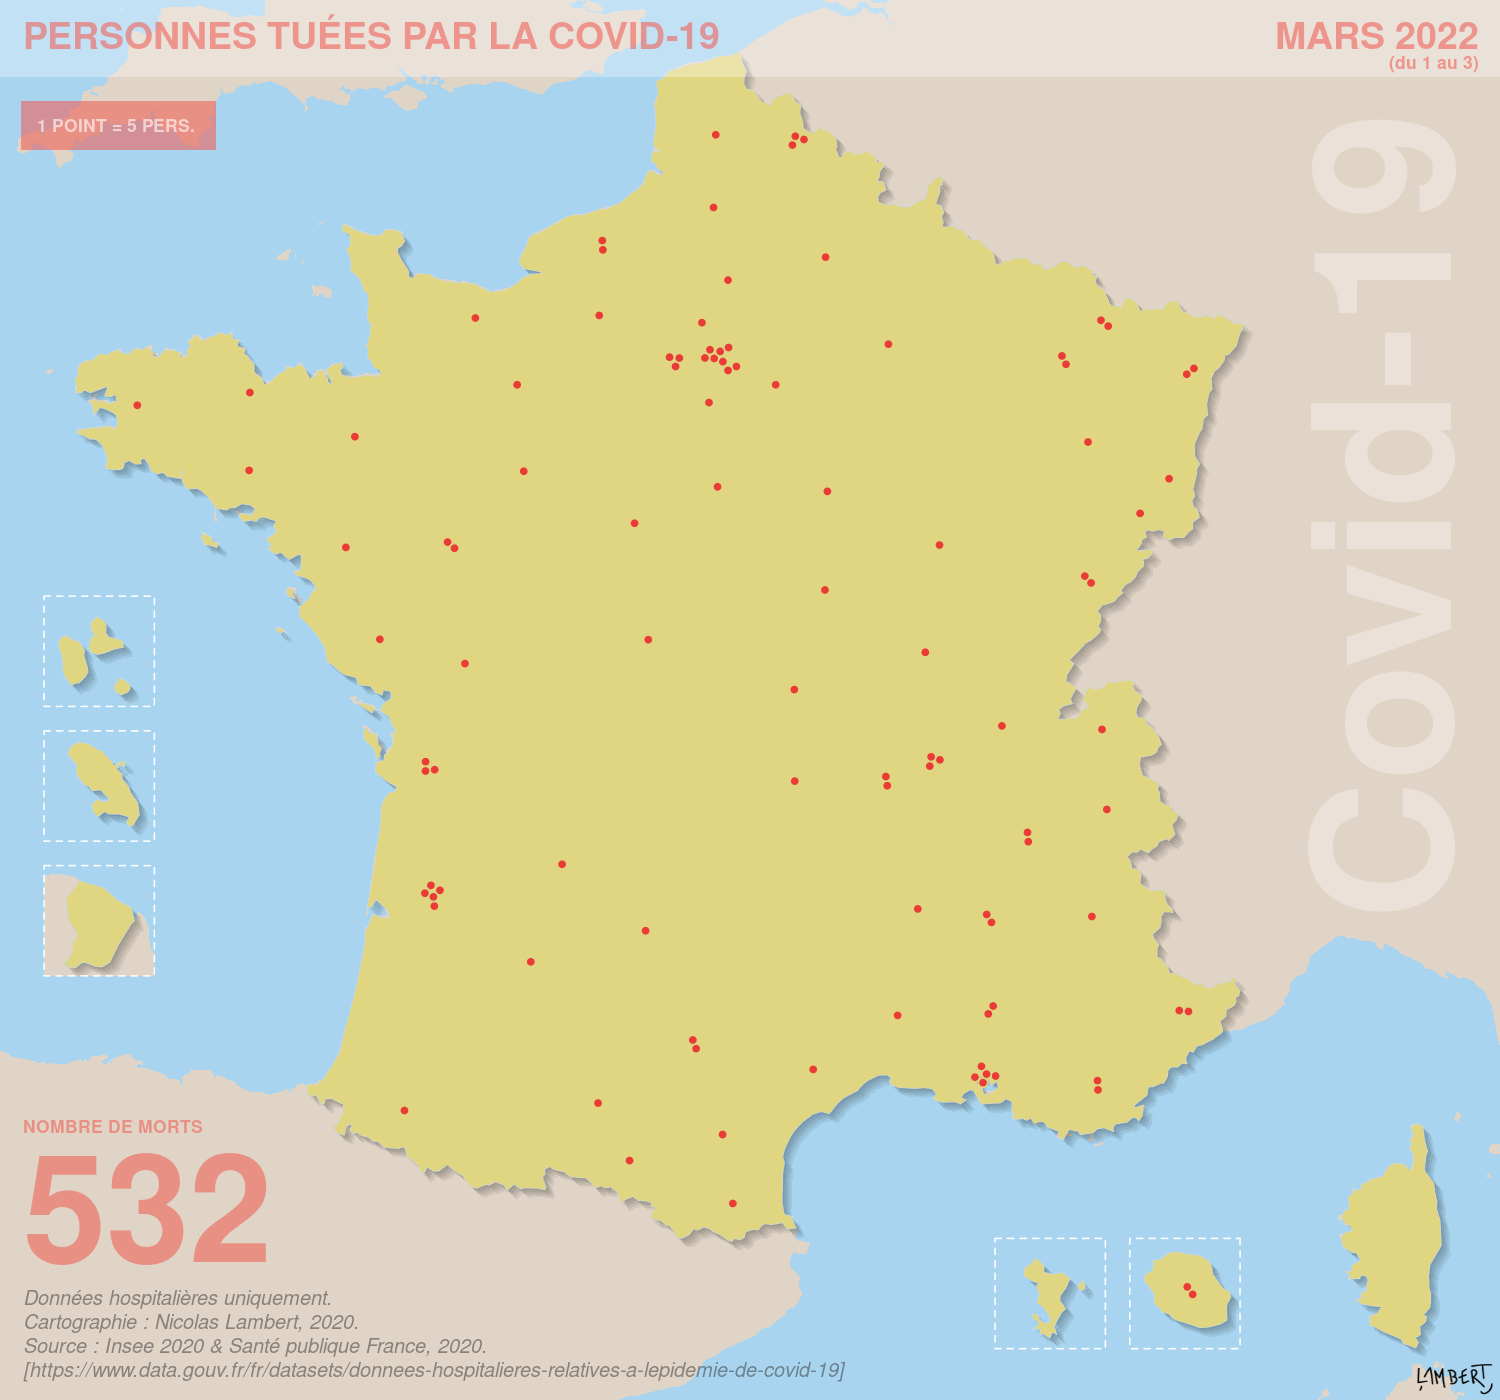 PERSONNES TUÉES PAR LA COVID-19
MARS 2022
(du 1 au 3)
1 POINT = 5 PERS.
Covid-19
NOMBRE DE MORTS
532
Données hospitalières uniquement.
Cartographie : Nicolas Lambert, 2020.
Source : Insee 2020 & Santé publique France, 2020.
[https://www.data.gouv.fr/fr/datasets/donnees-hospitalieres-relatives-a-lepidemie-de-covid-19]
LAMBERT